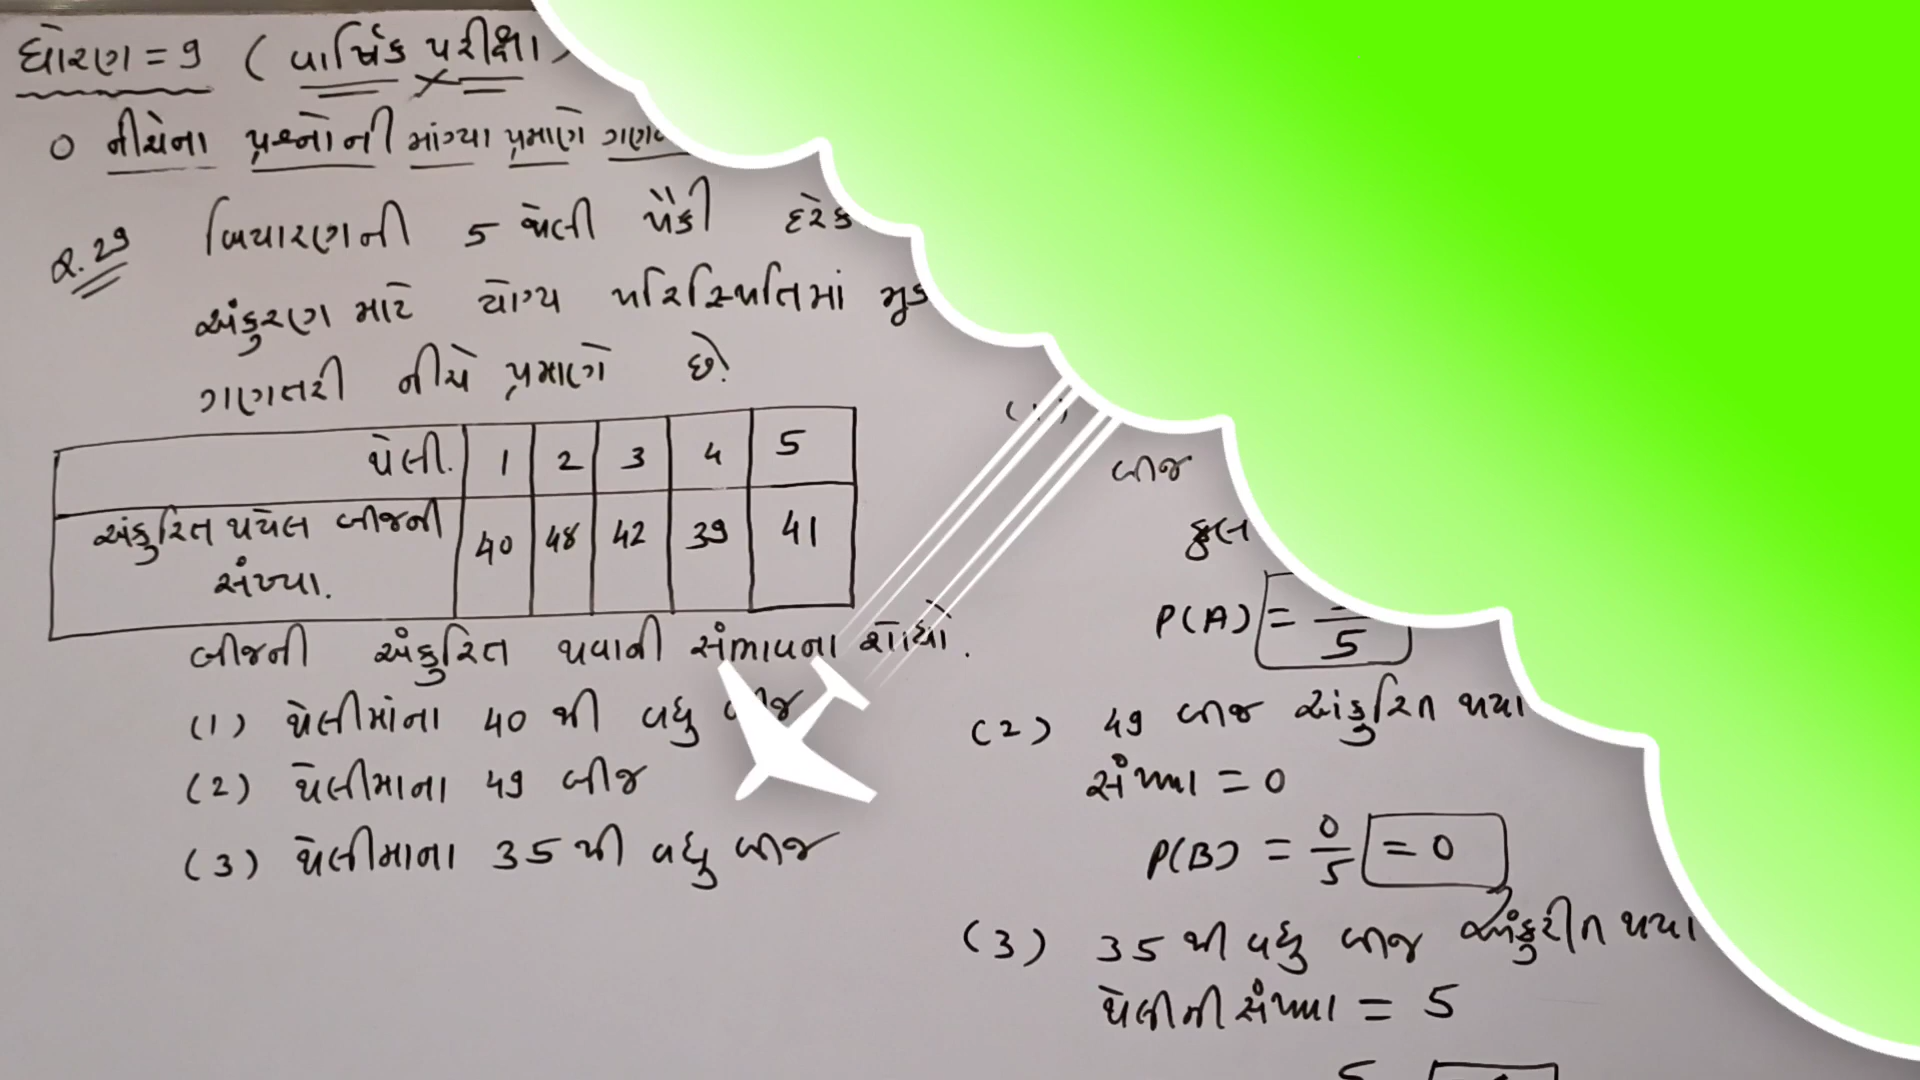 ધોરણ = 9 ( વાર્ષિક પરીક્ષા )
○ નીચેના પ્રશ્નોની માંગ્યા પ્રમાણે
પ્ર. 29 બિયારણની 5 થેલી પૈકી દરેક
અંકુરણ માટે યોગ્ય પરિસ્થિતિમાં
ગણતરી નીચે પ્રમાણે છે.
થેલી. 1 2 3 4 5
અંકુરિત થયેલ બીજની સંખ્યા. 40 48 42 39 41
બીજની અંકુરિત થવાની સંભાવના શોધો.
(1) થેલીમાંના 40 થી વધુ બીજ
(2) થેલીમાના 49 બીજ
(3) થેલીમાના 35 થી વધુ બીજ
બીજ
કુલ
P(A) = 5
(2) 49 બીજ અંકુરિત થયા
સંખ્યા = 0
P(B) = 0/5 = 0
(3) 35 થી વધુ બીજ અંકુરીત થયા
થેલીની સંખ્યા = 5